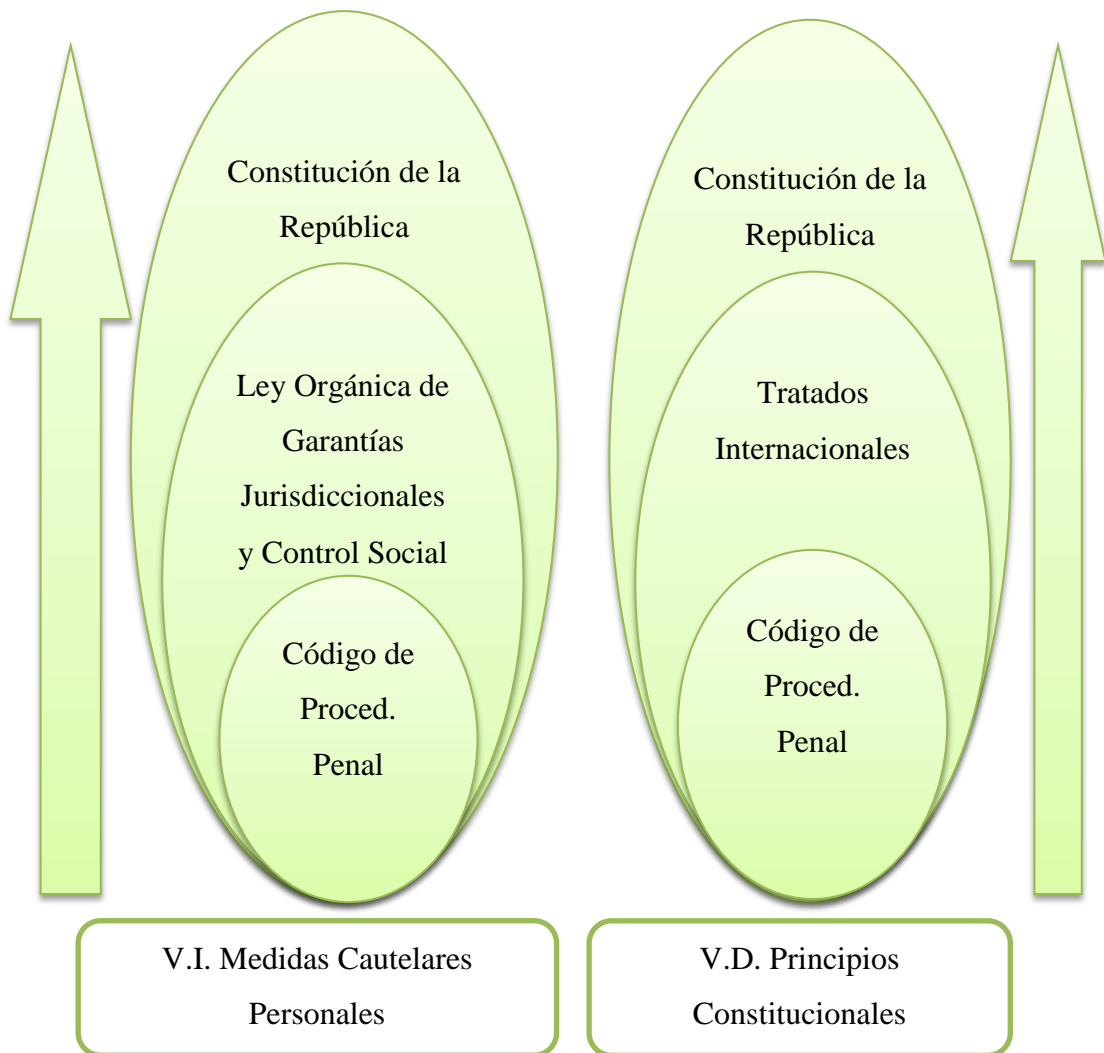 Constitución de la
República
Ley Orgánica de
Garantías
Jurisdiccionales
y Control Social
Código de
Proced.
Penal
V.I. Medidas Cautelares
Personales
Constitución de la
República
Tratados
Internacionales
Código de
Proced.
Penal
V.D. Principios
Constitucionales